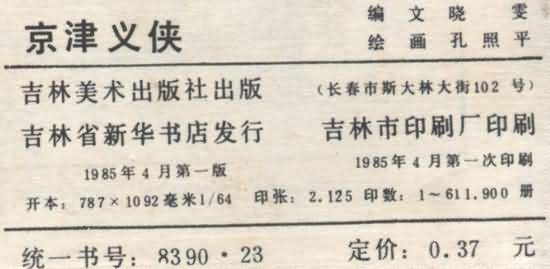 京津义侠
编文晓雯
绘画孔照平
吉林美术出版社出版 (长春市斯大林大街102号)
吉林省新华书店发行 吉林市印刷厂印刷
1985年4月第一版 1985年4月第一次印刷
开本: 787×1092毫米1/64 印张: 2.125 印数: 1~611.900 册
统一书号: 8390·23 定价: 0.37 元